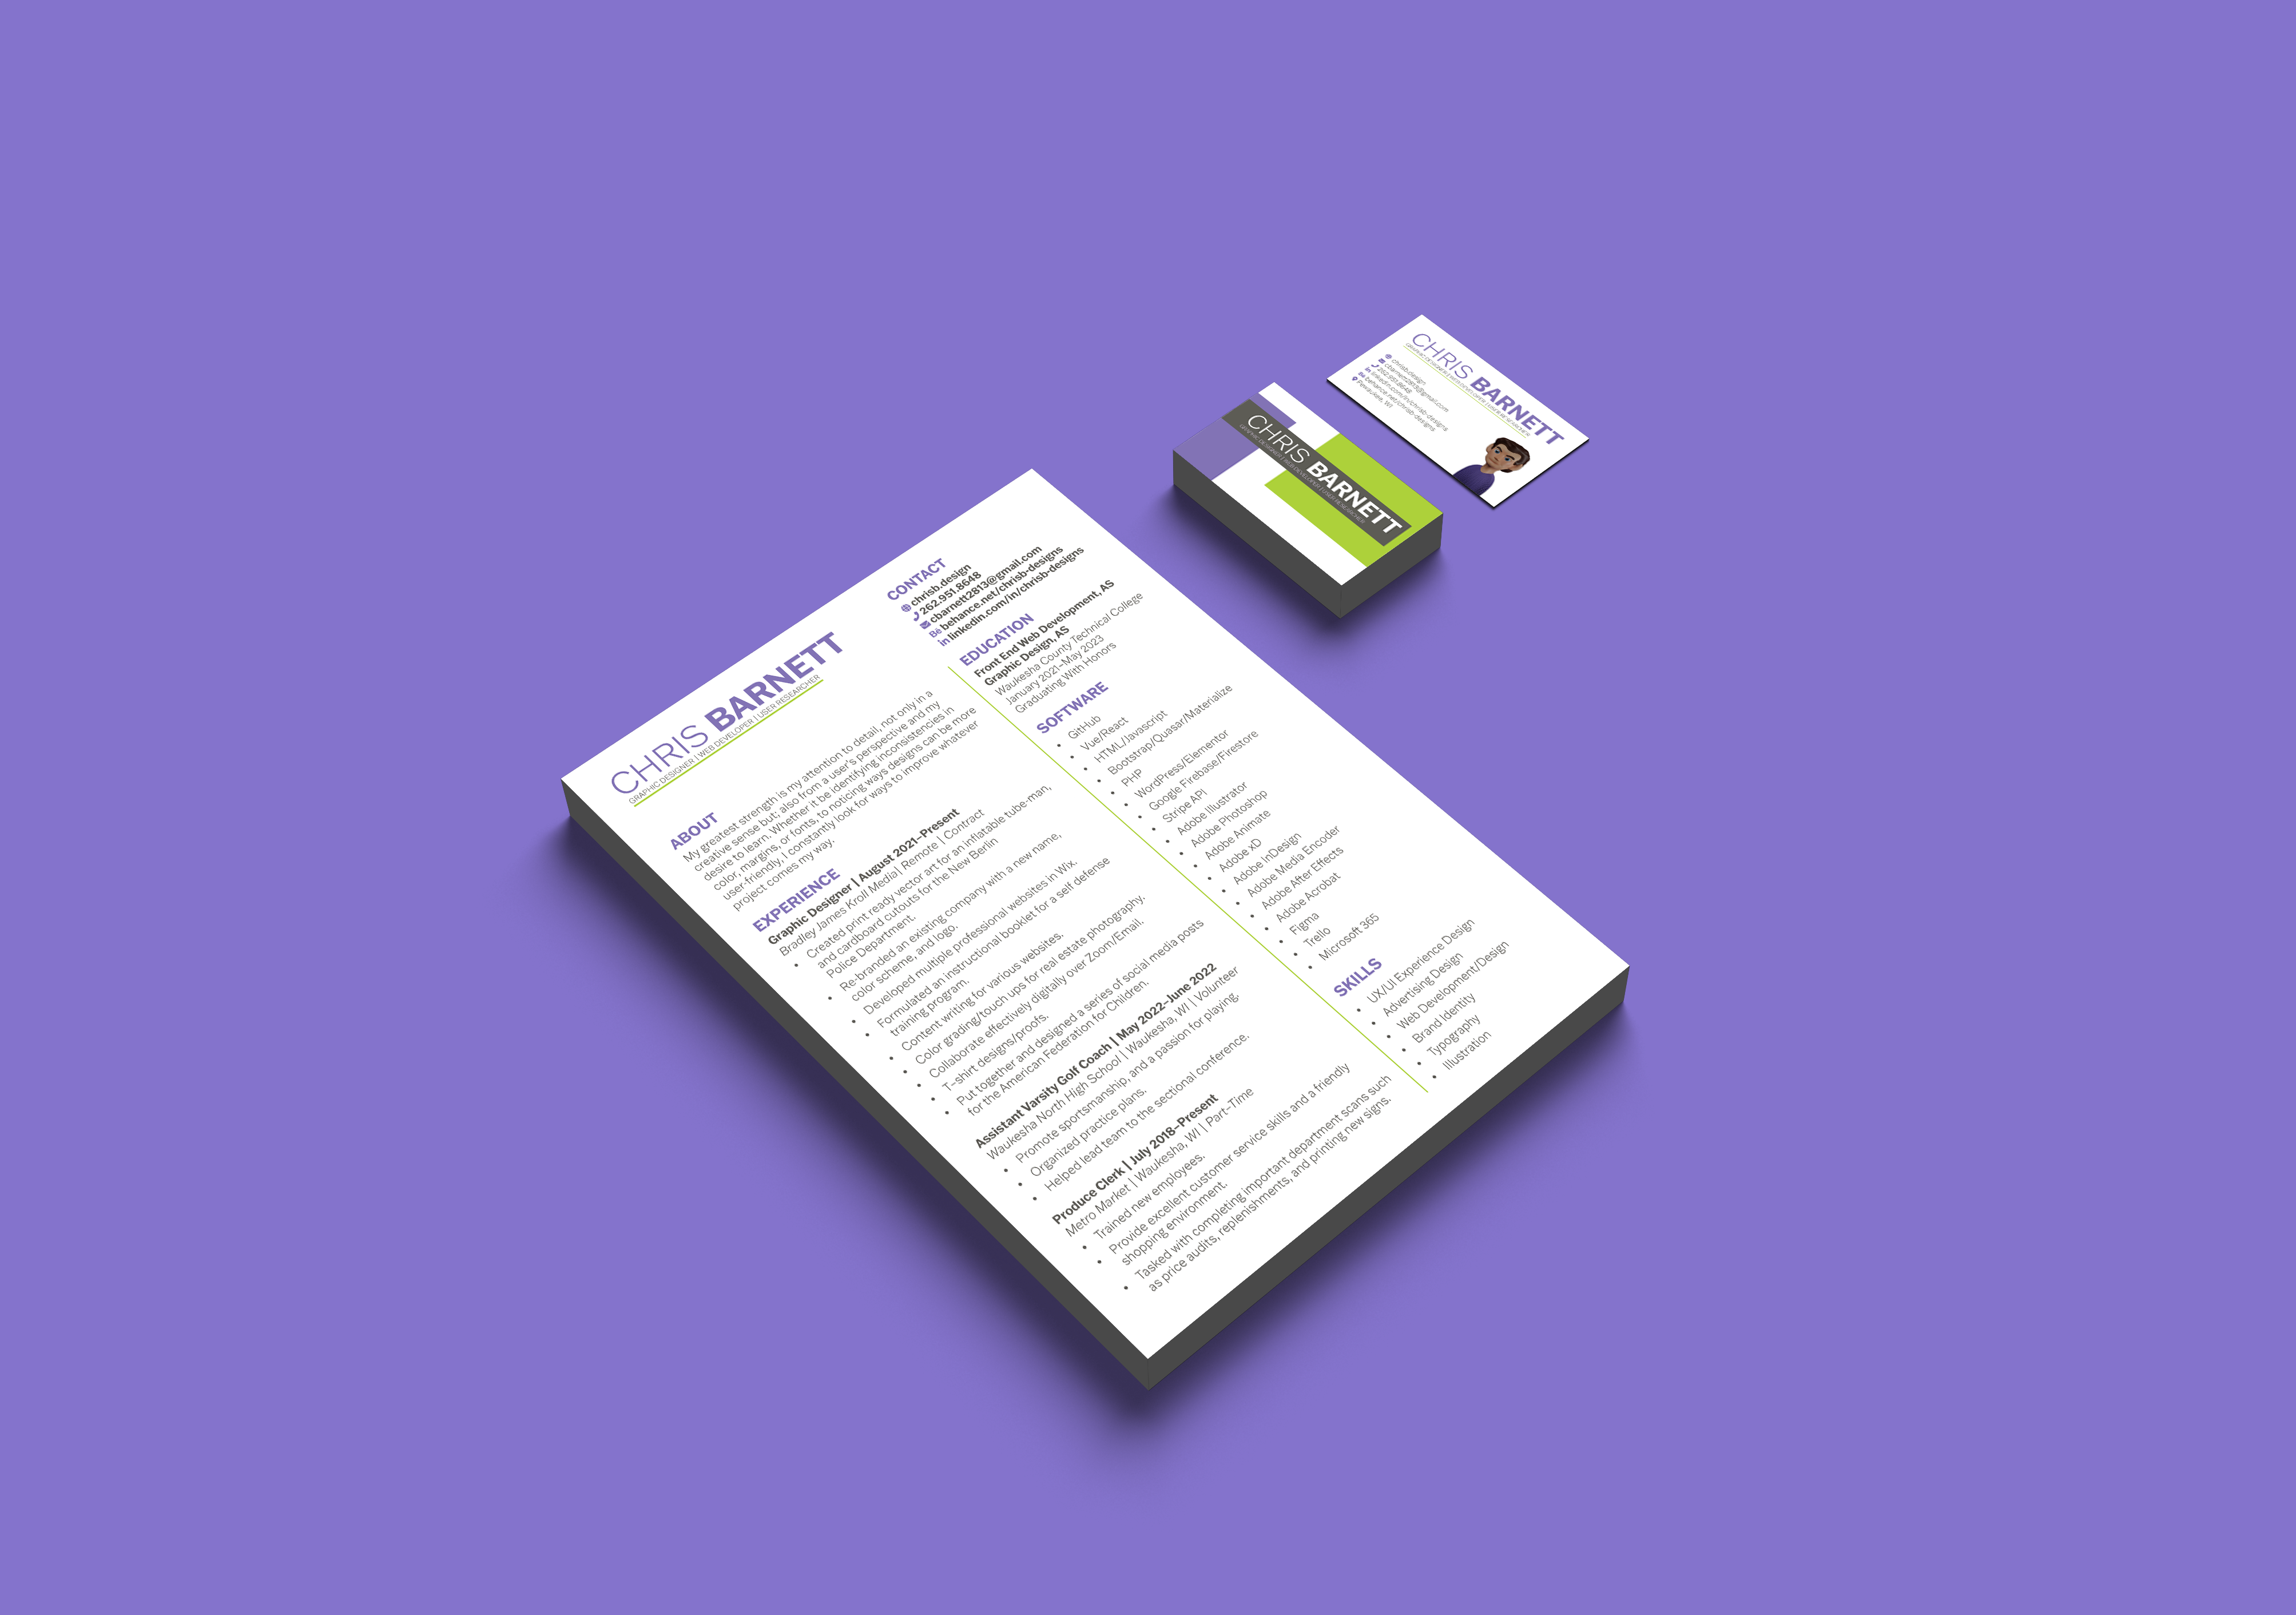 CHRIS BARNETT
GRAPHIC DESIGNER | WEB DEVELOPER | USER RESEARCHER
ABOUT
My greatest strength is my attention to detail, not only in a
creative sense but; also from a user's perspective and my
desire to learn. Whether it be identifying inconsistencies in
color, margins, or fonts, to noticing ways designs can be more
user-friendly, I constantly look for ways to improve whatever
project comes my way.
EXPERIENCE
Graphic Designer | August 2021–Present
Bradley James Kroll Media | Remote | Contract
• Created print ready vector art for an inflatable tube-man,
and cardboard cutouts for the New Berlin
Police Department.
• Re-branded an existing company with a new name,
color scheme, and logo.
• Developed multiple professional websites in Wix.
• Formulated an instructional booklet for a self defense
training program.
• Content writing for various websites.
• Color grading/touch ups for real estate photography.
• Collaborate effectively digitally over Zoom/Email.
• T-shirt designs/proofs.
• Put together and designed a series of social media posts
for the American Federation for Children.
Assistant Varsity Golf Coach | May 2022–June 2022
Waukesha North High School | Waukesha, WI | Volunteer
• Promote sportsmanship, and a passion for playing.
• Organized practice plans.
• Helped lead team to the sectional conference.
Produce Clerk | July 2018–Present
Metro Market | Waukesha, WI | Part-Time
• Trained new employees.
• Provide excellent customer service skills and a friendly
shopping environment.
• Tasked with completing important department scans such
as price audits, replenishments, and printing new signs.
CONTACT
chrisb.design
262.951.8648
cbarnett2813@gmail.com
Bē behance.net/chrisb-designs
in linkedin.com/in/chrisb-designs
EDUCATION
Front End Web Development, AS
Graphic Design, AS
Waukesha County Technical College
January 2021–May 2023
Graduating With Honors
SOFTWARE
• GitHub
• Vue/React
• HTML/Javascript
• Bootstrap/Quasar/Materialize
• PHP
• WordPress/Elementor
• Google Firebase/Firestore
• Stripe API
• Adobe Illustrator
• Adobe Photoshop
• Adobe Animate
• Adobe xD
• Adobe InDesign
• Adobe Media Encoder
• Adobe After Effects
• Adobe Acrobat
• Figma
• Trello
• Microsoft 365
SKILLS
• UX/UI Experience Design
• Advertising Design
• Web Development/Design
• Brand Identity
• Typography
• Illustration
CHRIS BARNETT
GRAPHIC DESIGNER | WEB DEVELOPER | USER RESEARCHER
CHRIS BARNETT
GRAPHIC DESIGNER | WEB DEVELOPER | USER RESEARCHER
chrisb.design
cbarnett2813@gmail.com
262.951.8648
in linkedin.com/in/chrisb-designs
Bē behance.net/chrisb-designs
Pewaukee, WI